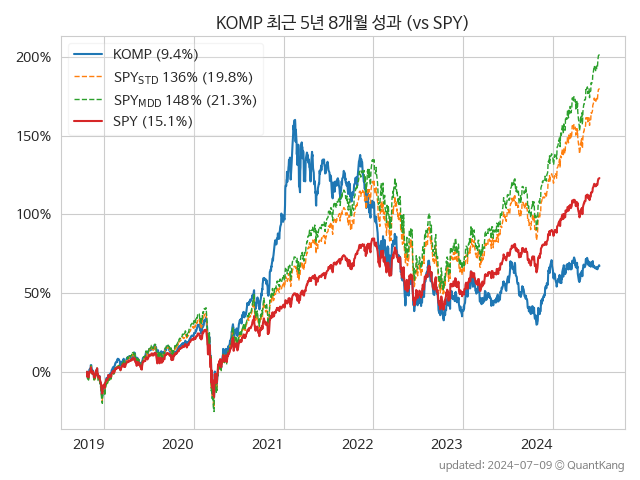 KOMP 최근 5년 8개월 성과 (vs SPY)
KOMP (9.4%)
SPY_STD 136% (19.8%)
SPY_MDD 148% (21.3%)
SPY (15.1%)
200%
150%
100%
50%
0%
2019 2020 2021 2022 2023 2024
updated: 2024-07-09 © QuantKang